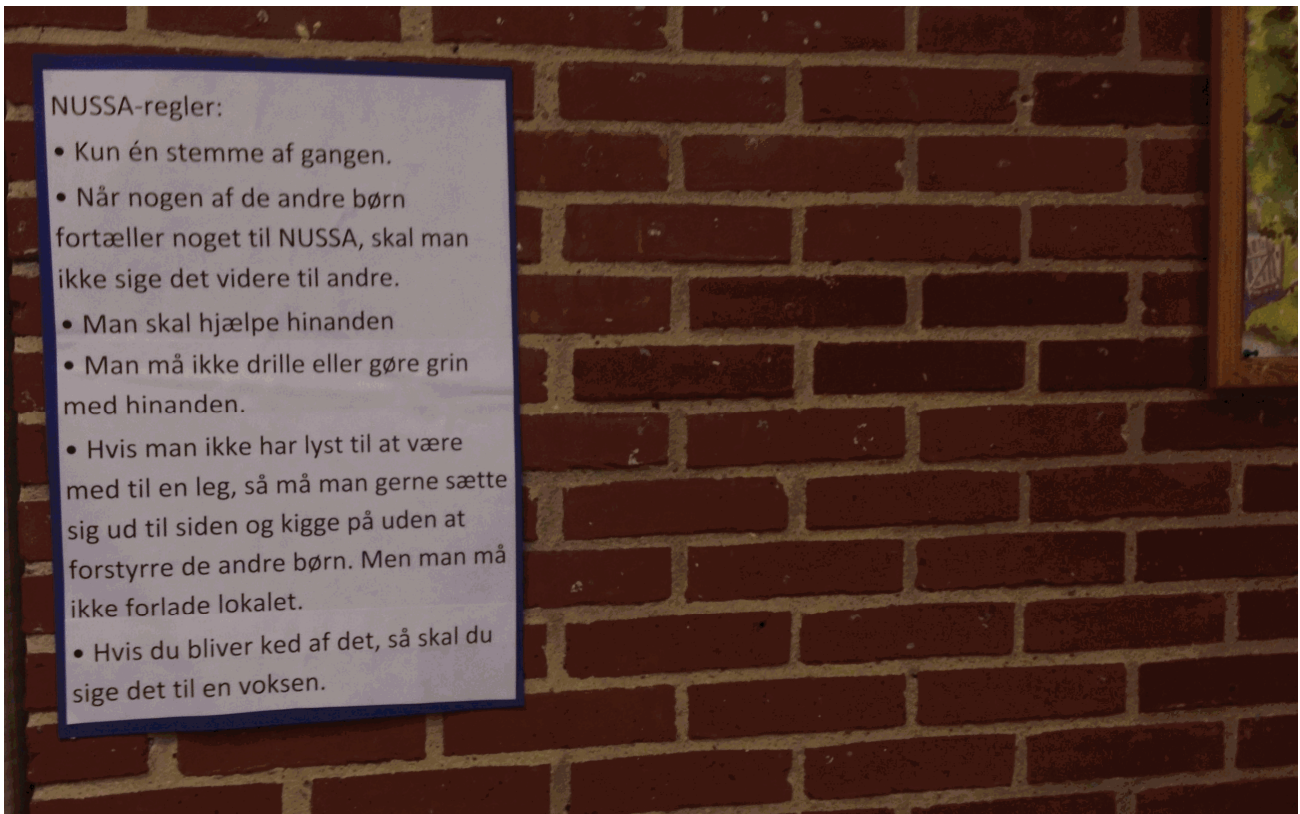 NUSSA-regler:
• Kun én stemme af gangen.
• Når nogen af de andre børn
fortæller noget til NUSSA, skal man
ikke sige det videre til andre.
• Man skal hjælpe hinanden
• Man må ikke drille eller gøre grin
med hinanden.
• Hvis man ikke har lyst til at være
med til en leg, så må man gerne sætte
sig ud til siden og kigge på uden at
forstyrre de andre børn. Men man må
ikke forlade lokalet.
• Hvis du bliver ked af det, så skal du
sige det til en voksen.